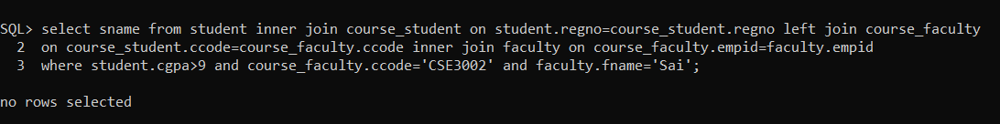 SQL> select sname from student inner join course_student on student.regno=course_student.regno left join course_faculty
2 on course_student.ccode=course_faculty.ccode inner join faculty on course_faculty.empid=faculty.empid
3 where student.cgpa>9 and course_faculty.ccode='CSE3002' and faculty.fname='Sai';
no rows selected